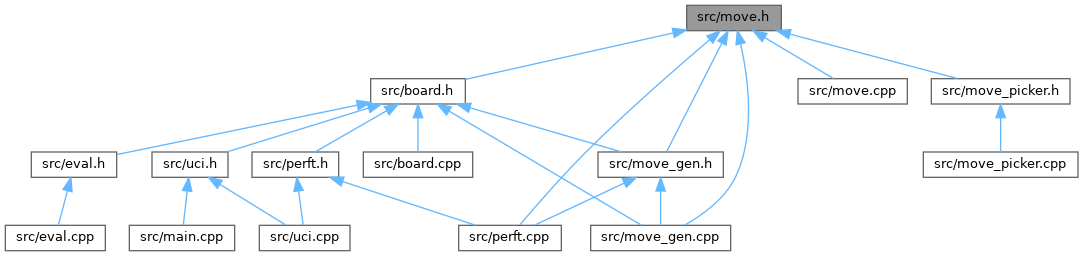 src/move.h
src/board.h
src/move.cpp
src/move_picker.h
src/eval.h
src/uci.h
src/perft.h
src/board.cpp
src/move_gen.h
src/move_picker.cpp
src/eval.cpp
src/main.cpp
src/uci.cpp
src/perft.cpp
src/move_gen.cpp